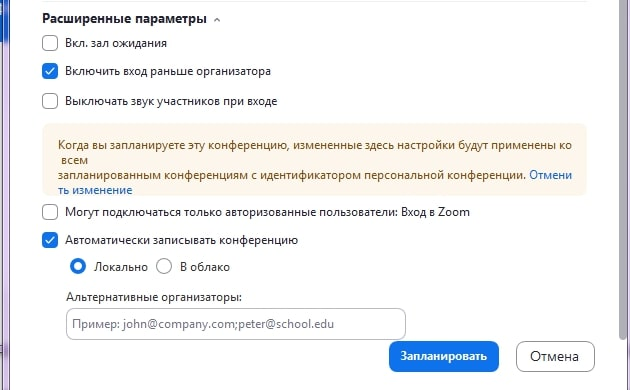 Расширенные параметры
Вкл. зал ожидания
Включить вход раньше организатора
Выключать звук участников при входе
Когда вы запланируете эту конференцию, измененные здесь настройки будут применены ко
всем
запланированным конференциям с идентификатором персональной конференции. Отмени
ть изменение
Могут подключаться только авторизованные пользователи: Вход в Zoom
Автоматически записывать конференцию
Локально В облако
Альтернативные организаторы:
Пример: john@company.com;peter@school.edu
Запланировать Отмена